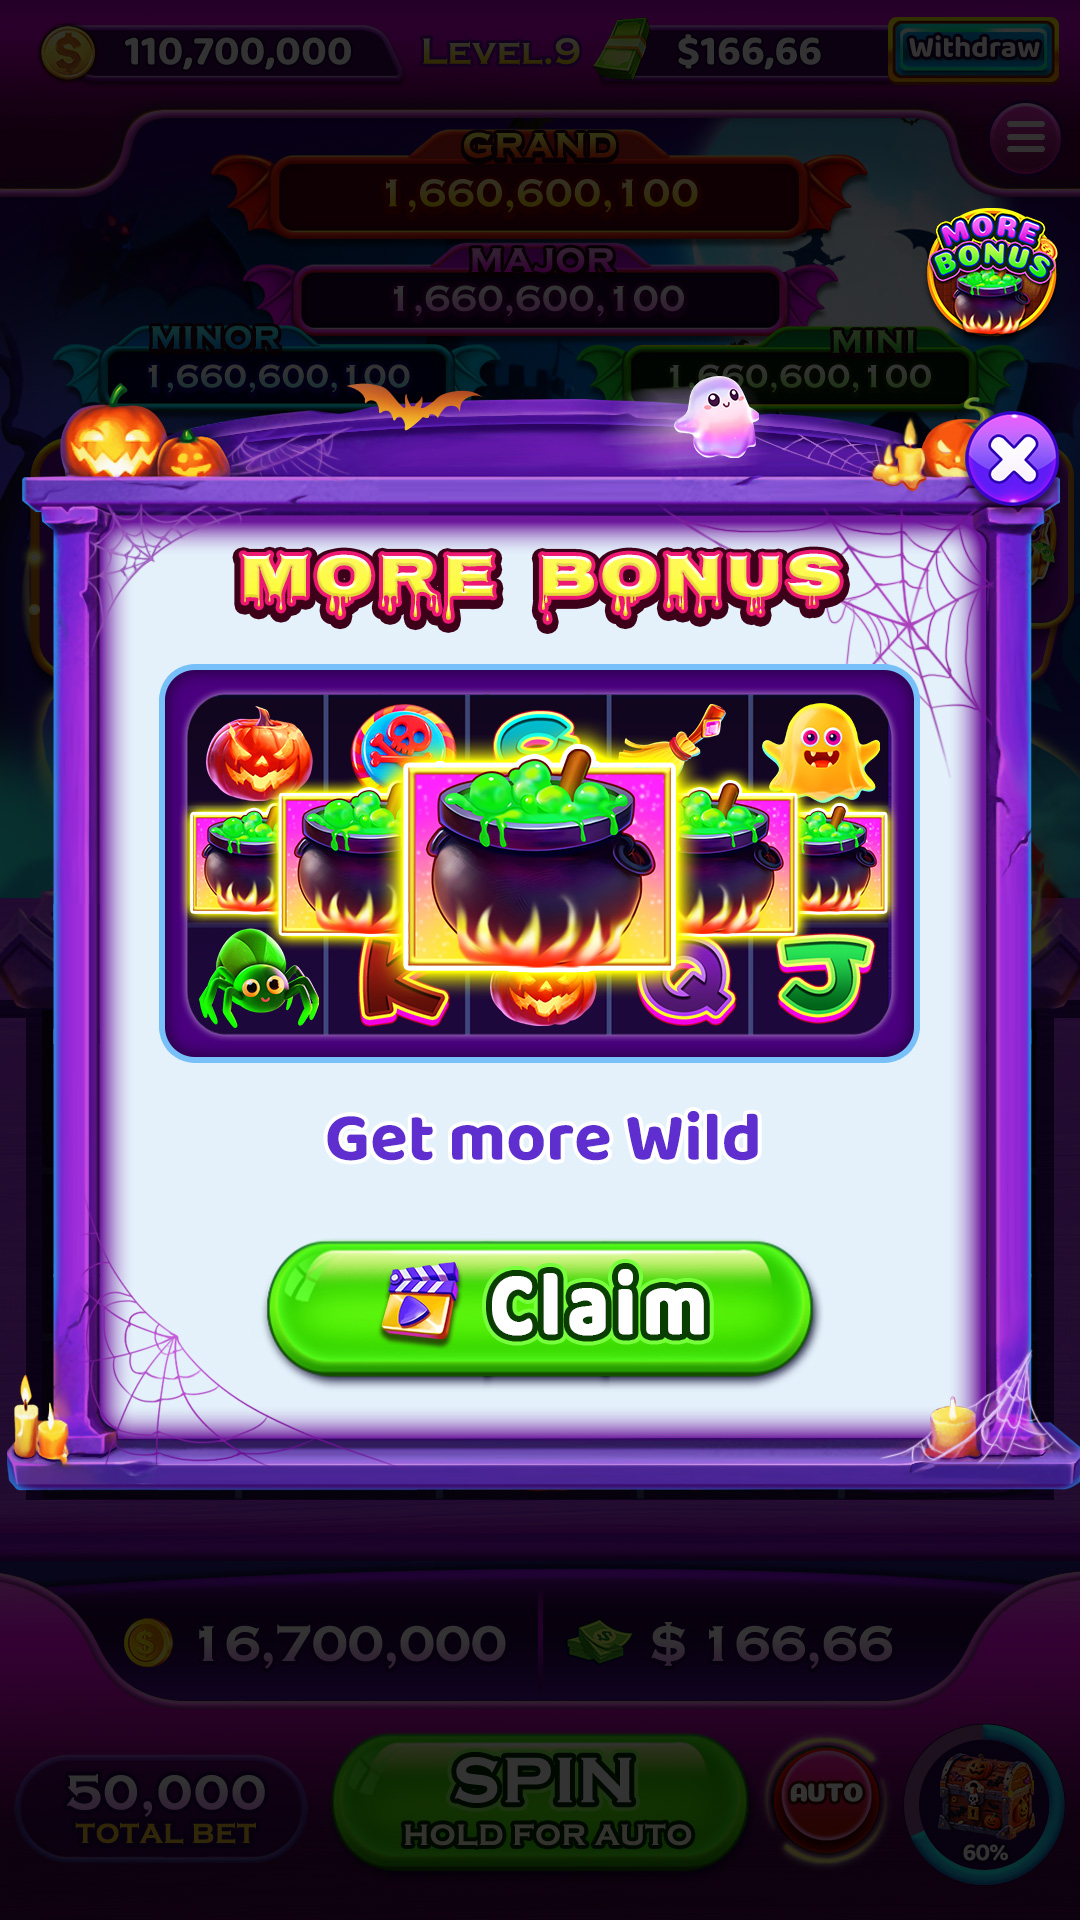 110,700,000
LEVEL.9
$166,66
Withdraw
GRAND
1,660,600,100
MORE
BONUS
MAJOR
1,660,600,100
MINOR
MINI
1,660,600,100
1,660,600,100
MORE BONUS
K
Q
J
Get more Wild
Claim
16,700,000
$ 166,66
50,000
TOTAL BET
SPIN
HOLD FOR AUTO
AUTO
60%